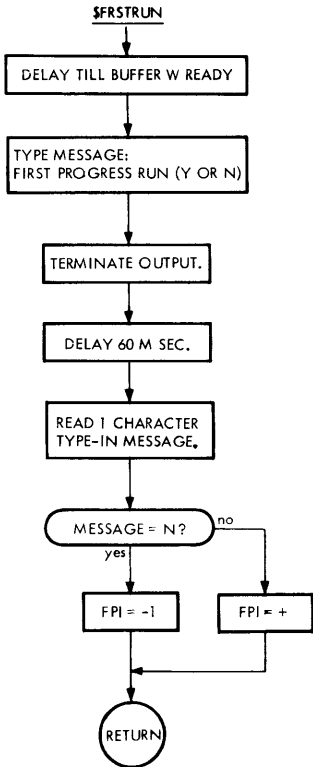 $FRSTRUN
DELAY TILL BUFFER W READY
TYPE MESSAGE:
FIRST PROGRESS RUN (Y OR N)
TERMINATE OUTPUT.
DELAY 60 M SEC.
READ 1 CHARACTER
TYPE-IN MESSAGE.
MESSAGE = N?
no
yes
FPI = -1
FPI = +
RETURN